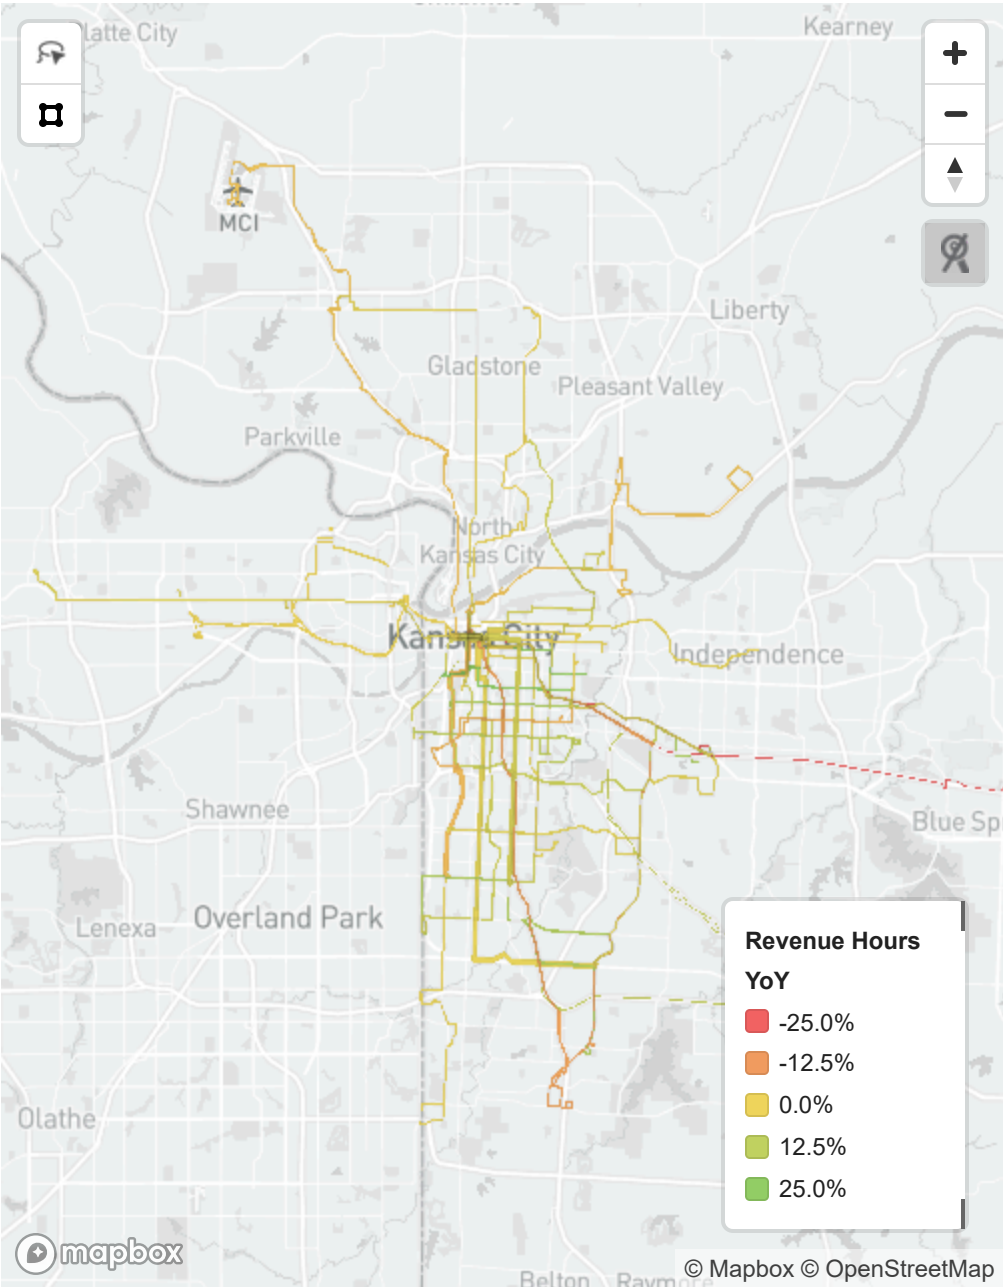 Platte City
Kearney
MCI
Liberty
Gladstone
Pleasant Valley
Parkville
North
Kansas City
Kansas City
Independence
Shawnee
Blue Sp
Overland Park
Lenexa
Revenue Hours
YoY
-25.0%
-12.5%
0.0%
12.5%
25.0%
Olathe
mapbox
Belton
Raymore
© Mapbox © OpenStreetMap